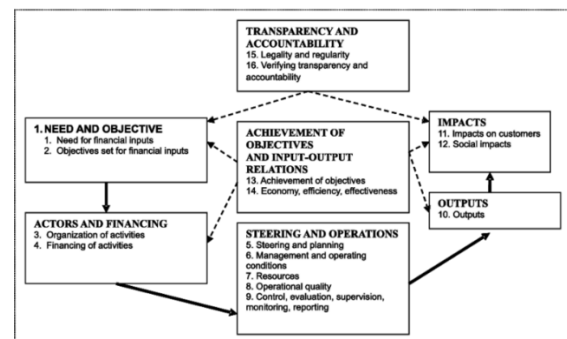 TRANSPARENCY AND
ACCOUNTABILITY
15. Legality and regularity
16. Verifying transparency and
accountability
1. NEED AND OBJECTIVE
1. Need for financial inputs
2. Objectives set for financial inputs
ACHIEVEMENT OF
OBJECTIVES
AND INPUT-OUTPUT
RELATIONS
13. Achievement of objectives
14. Economy, efficiency, effectiveness
IMPACTS
11. Impacts on customers
12. Social impacts
ACTORS AND FINANCING
3. Organization of activities
4. Financing of activities
STEERING AND OPERATIONS
5. Steering and planning
6. Management and operating
conditions
7. Resources
8. Operational quality
9. Control, evaluation, supervision,
monitoring, reporting
OUTPUTS
10. Outputs